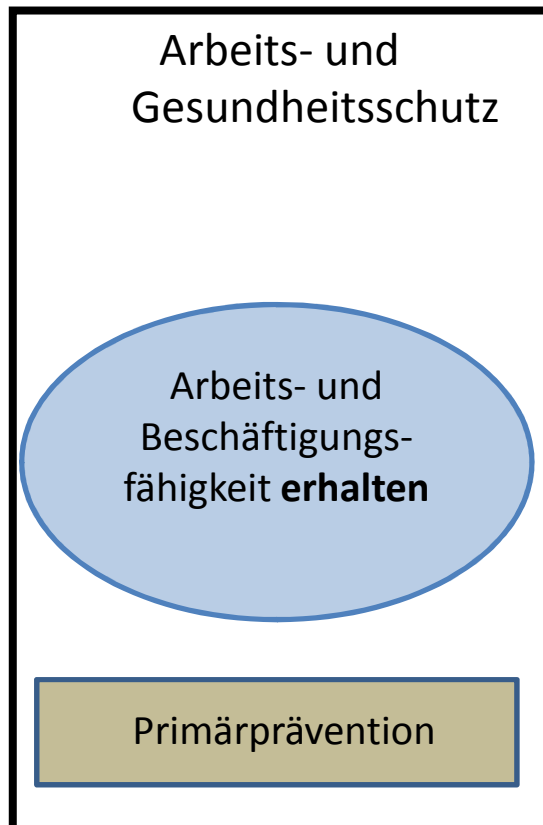 Arbeits- und
Gesundheitsschutz
Arbeits- und
Beschäftigungs-
fähigkeit erhalten
Primärprävention